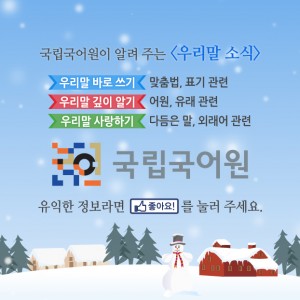 국립국어원이 알려 주는 <우리말 소식>
우리말 바로 쓰기 맞춤법, 표기 관련
우리말 깊이 알기 어원, 유래 관련
우리말 사랑하기 다듬은 말, 외래어 관련
국립국어원
유익한 정보라면 좋아요! 를 눌러 주세요.